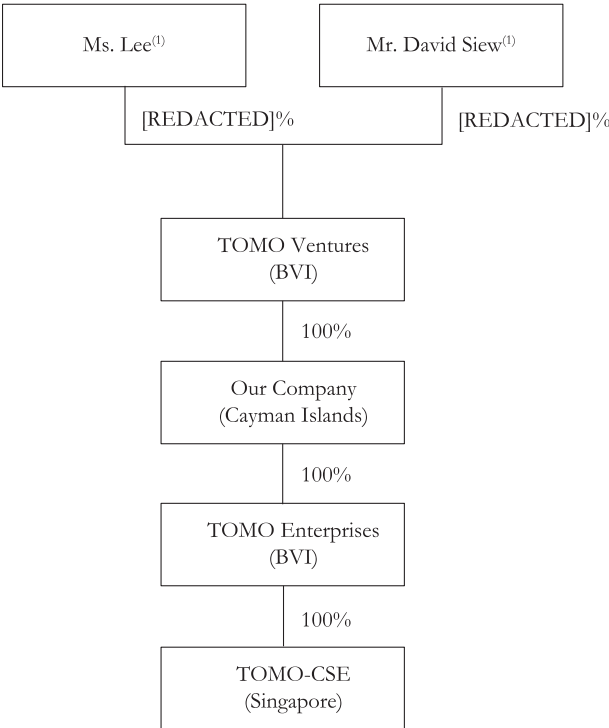 Ms. Lee(1)
Mr. David Siew(1)
[REDACTED]%
[REDACTED]%
TOMO Ventures
(BVI)
100%
Our Company
(Cayman Islands)
100%
TOMO Enterprises
(BVI)
100%
TOMO-CSE
(Singapore)